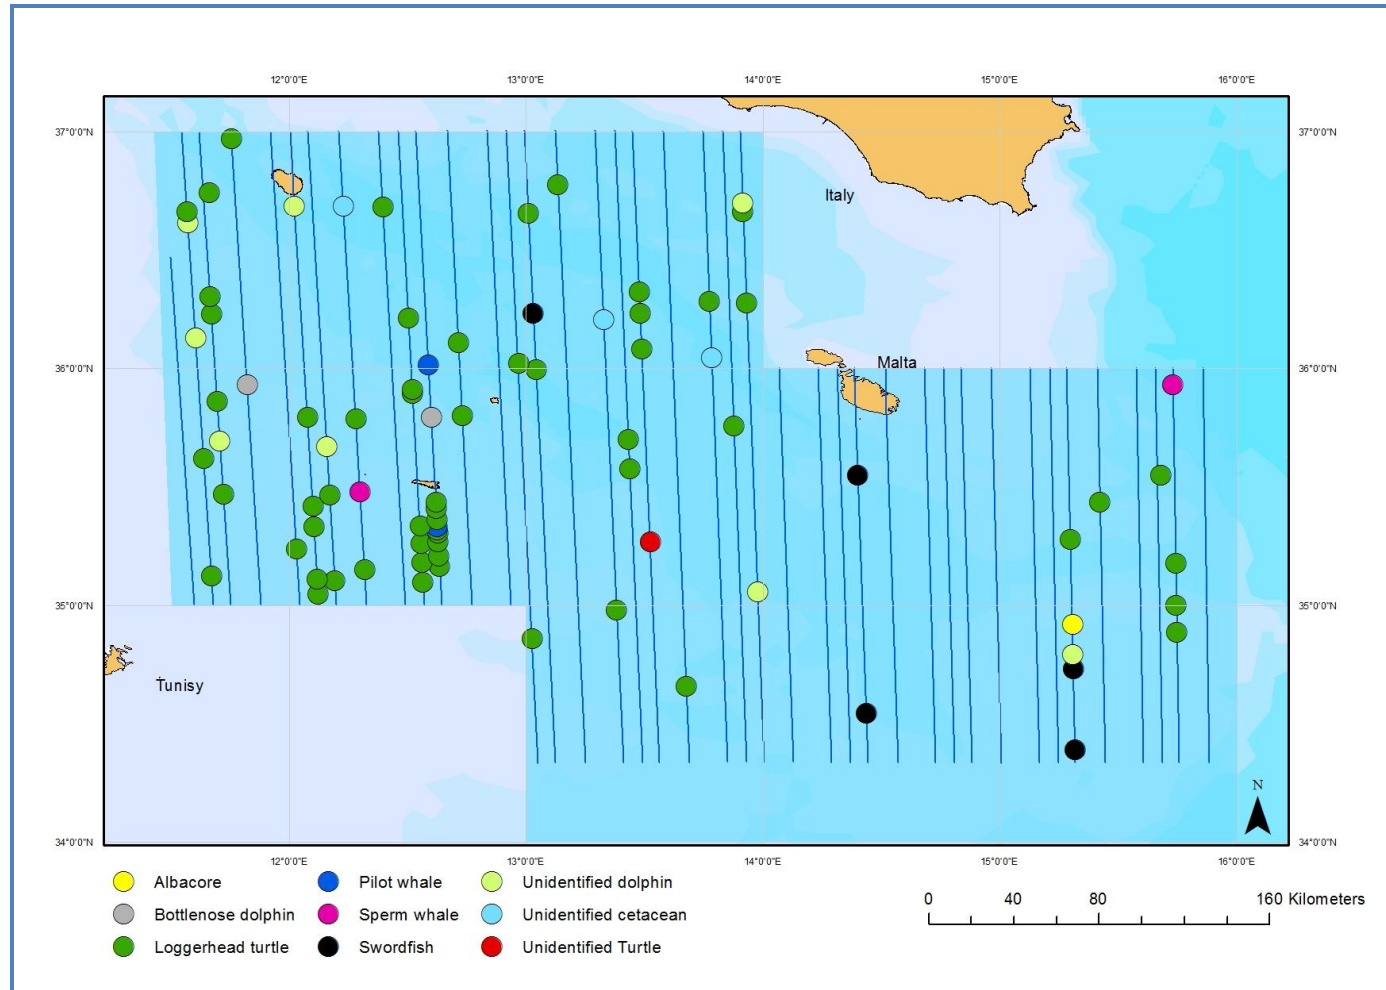 12°0'0"E 13°0'0"E 14°0'0"E 15°0'0"E 16°0'0"E
37°0'0"N 37°0'0"N
Italy
Malta
36°0'0"N 36°0'0"N
35°0'0"N 35°0'0"N
Tunisy
N
34°0'0"N 34°0'0"N
12°0'0"E 13°0'0"E 14°0'0"E 15°0'0"E 16°0'0"E
Albacore Pilot whale Unidentified dolphin
0 40 80 160 Kilometers
Bottlenose dolphin Sperm whale Unidentified cetacean
Loggerhead turtle Swordfish Unidentified Turtle